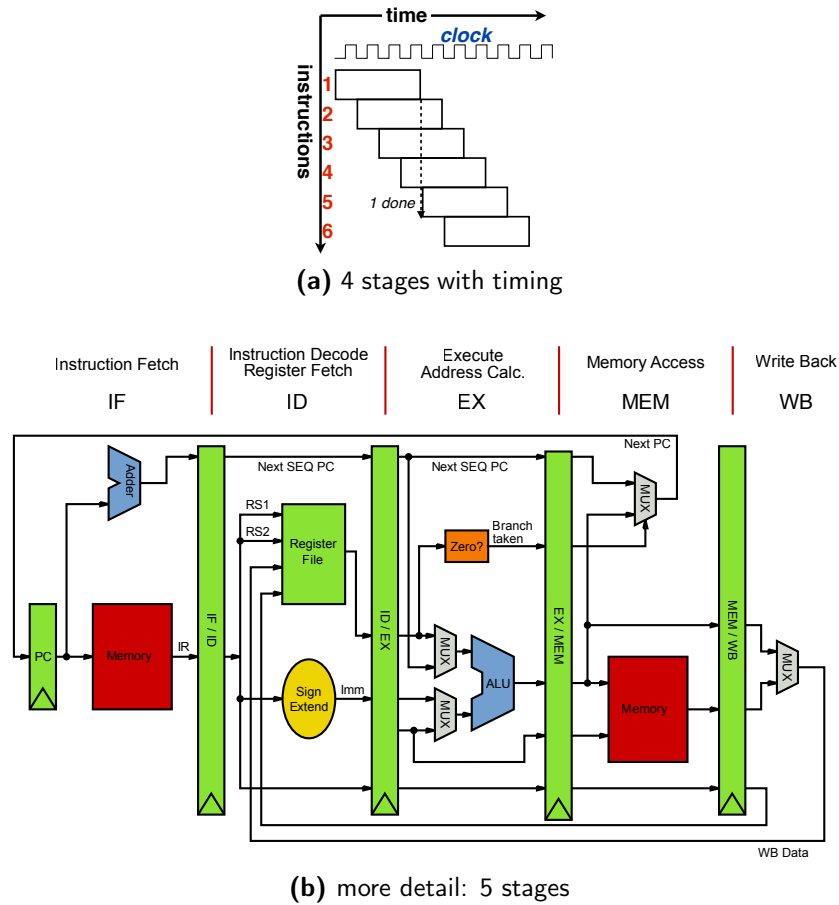 time
clock
instructions
1
2
3
4
5
6
1 done
(a) 4 stages with timing
Instruction Fetch
IF
Instruction Decode
Register Fetch
ID
Execute
Address Calc.
EX
Memory Access
MEM
Write Back
WB
Next PC
Adder
Next SEQ PC
Next SEQ PC
MUX
RS1
RS2
Register
File
Branch
taken
Zero?
IF / ID
ID / EX
EX / MEM
MEM / WB
PC
Memory
IR
MUX
MUX
ALU
Sign
Extend
Imm
Memory
MUX
WB Data
(b) more detail: 5 stages